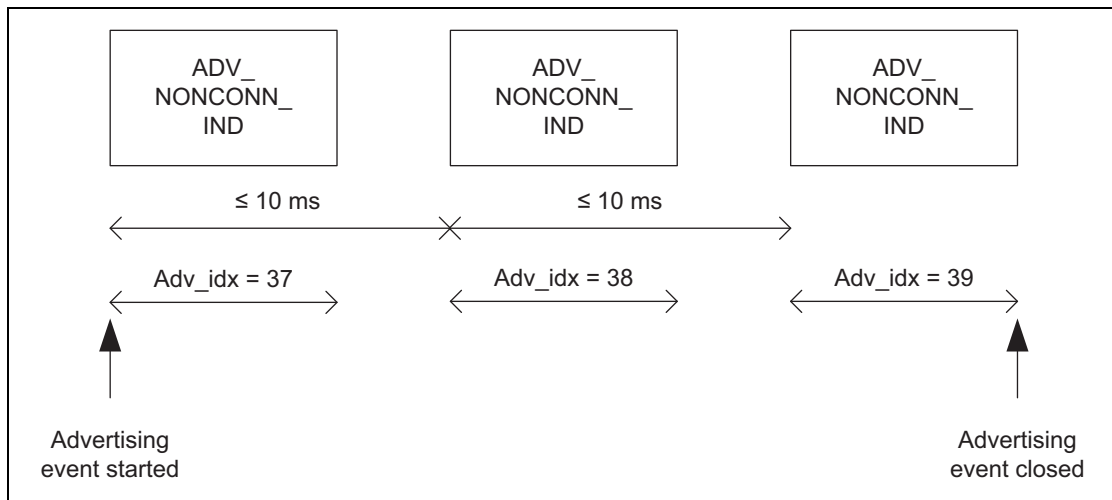 ADV_
NONCONN_
IND
ADV_
NONCONN_
IND
ADV_
NONCONN_
IND
≤ 10 ms
≤ 10 ms
Adv_idx = 37
Adv_idx = 38
Adv_idx = 39
Advertising
event started
Advertising
event closed